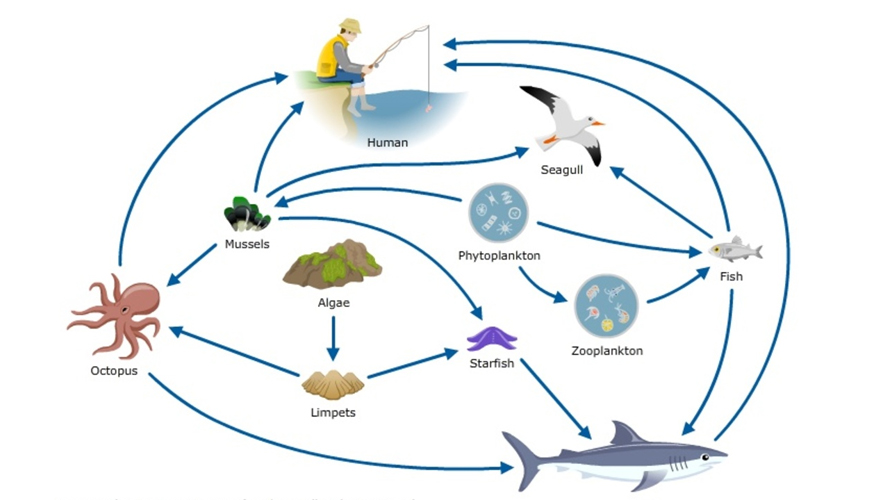 Human
Seagull
Mussels
Phytoplankton
Fish
Algae
Zooplankton
Octopus
Starfish
Limpets